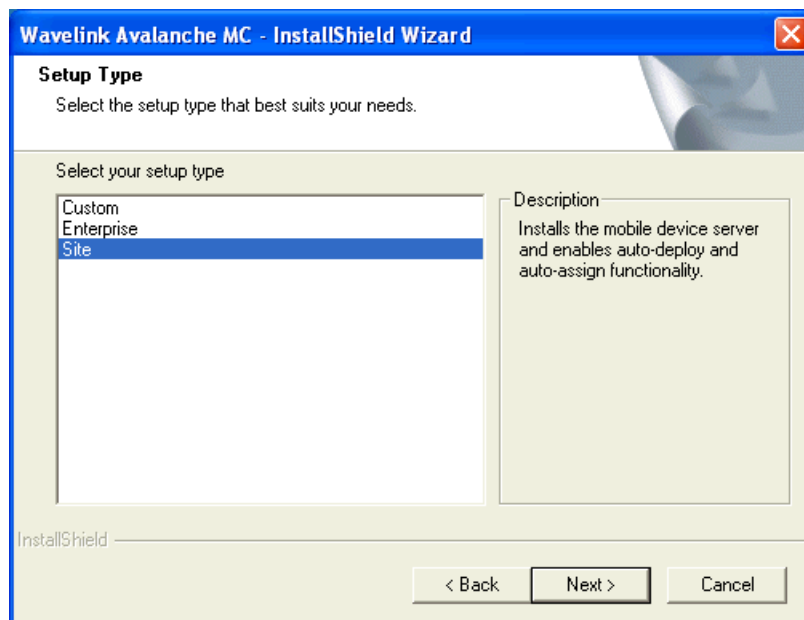 Wavelink Avalanche MC - InstallShield Wizard
Setup Type
Select the setup type that best suits your needs.
Select your setup type
Custom
Enterprise
Site
Description
Installs the mobile device server
and enables auto-deploy and
auto-assign functionality.
InstallShield
< Back
Next >
Cancel